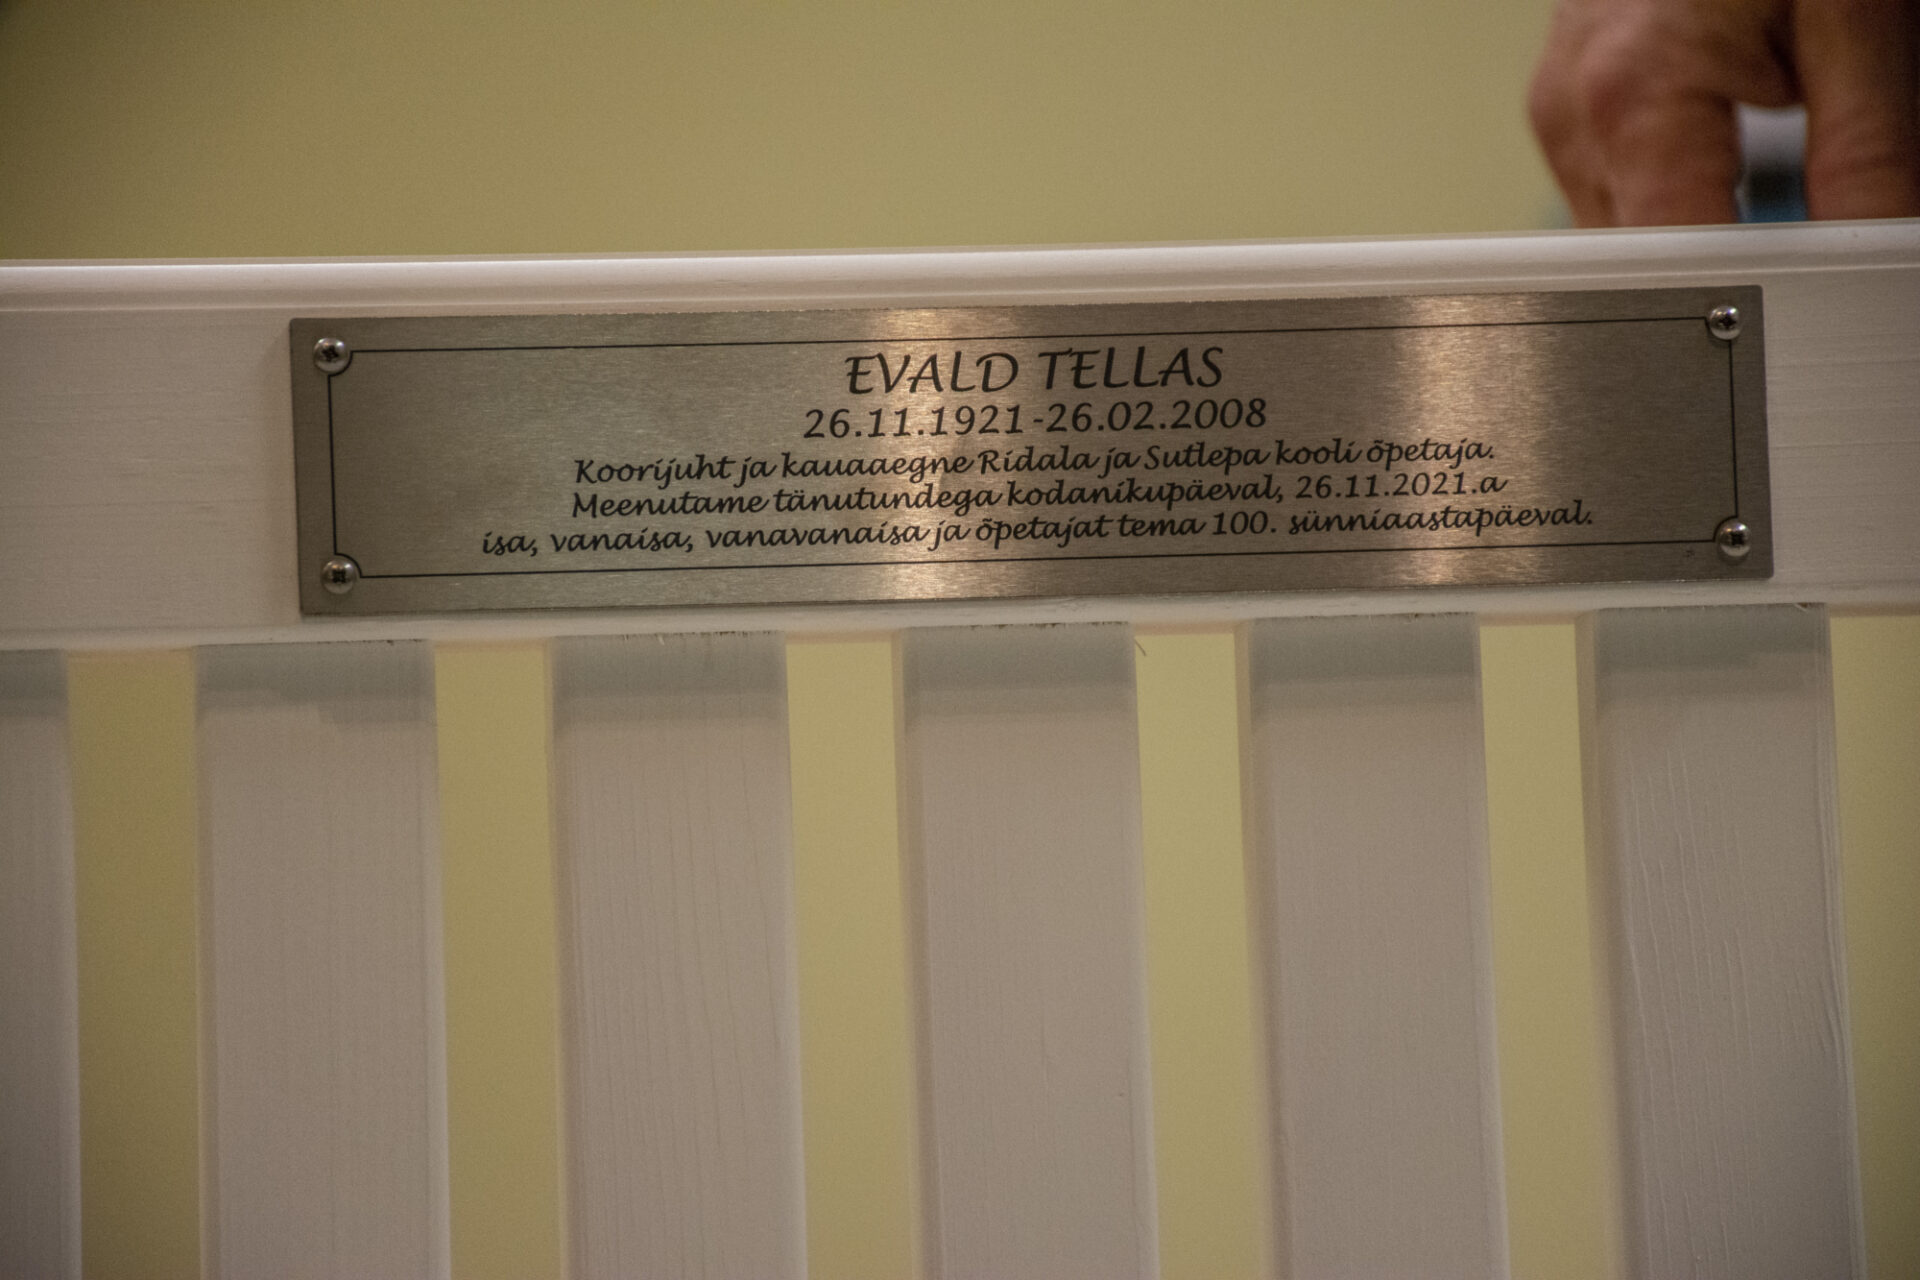 EVALD TELLAS
26.11.1921-26.02.2008
Koorijuht ja kauaaegne Ridala ja Sutlepa kooli õpetaja.
Meenutame tänutundega kodanikupäeval, 26.11.2021.a
isa, vanaisa, vanavanaisa ja õpetajat tema 100. sünniaastapäeval.